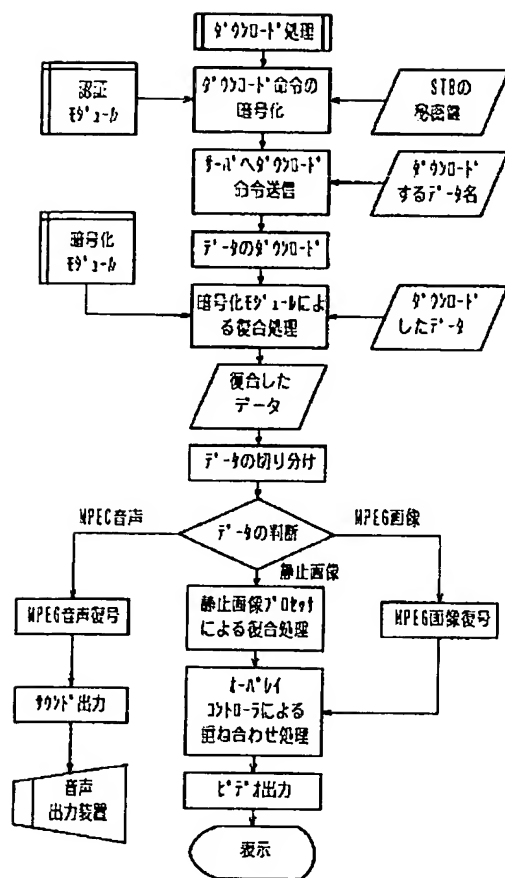 ﾀﾞｳﾝﾛｰﾄﾞ処理
認証
ﾓｼﾞｭｰﾙ
ﾀﾞｳﾝﾛｰﾄﾞ命令の
暗号化
STBの
秘密鍵
ｻｰﾊﾞへﾀﾞｳﾝﾛｰﾄﾞ
命令送信
ﾀﾞｳﾝﾛｰﾄﾞ
するﾃﾞｰﾀ名
暗号化
ﾓｼﾞｭｰﾙ
ﾃﾞｰﾀのﾀﾞｳﾝﾛｰﾄﾞ
暗号化ﾓｼﾞｭｰﾙによ
る復合処理
ﾀﾞｳﾝﾛｰﾄﾞ
したﾃﾞｰﾀ
復合した
ﾃﾞｰﾀ
ﾃﾞｰﾀの切り分け
MPEG音声
ﾃﾞｰﾀの判断
MPEG画像
静止画像
MPEG音声復号
静止画像ﾌﾟﾛｾｯｻ
による復合処理
MPEG画像復号
ｻｳﾝﾄﾞ出力
ｵｰﾊﾞﾚｲ
ｺﾝﾄﾛｰﾗによる
重ね合わせ処理
音声
出力装置
ﾋﾞﾃﾞｵ出力
表示